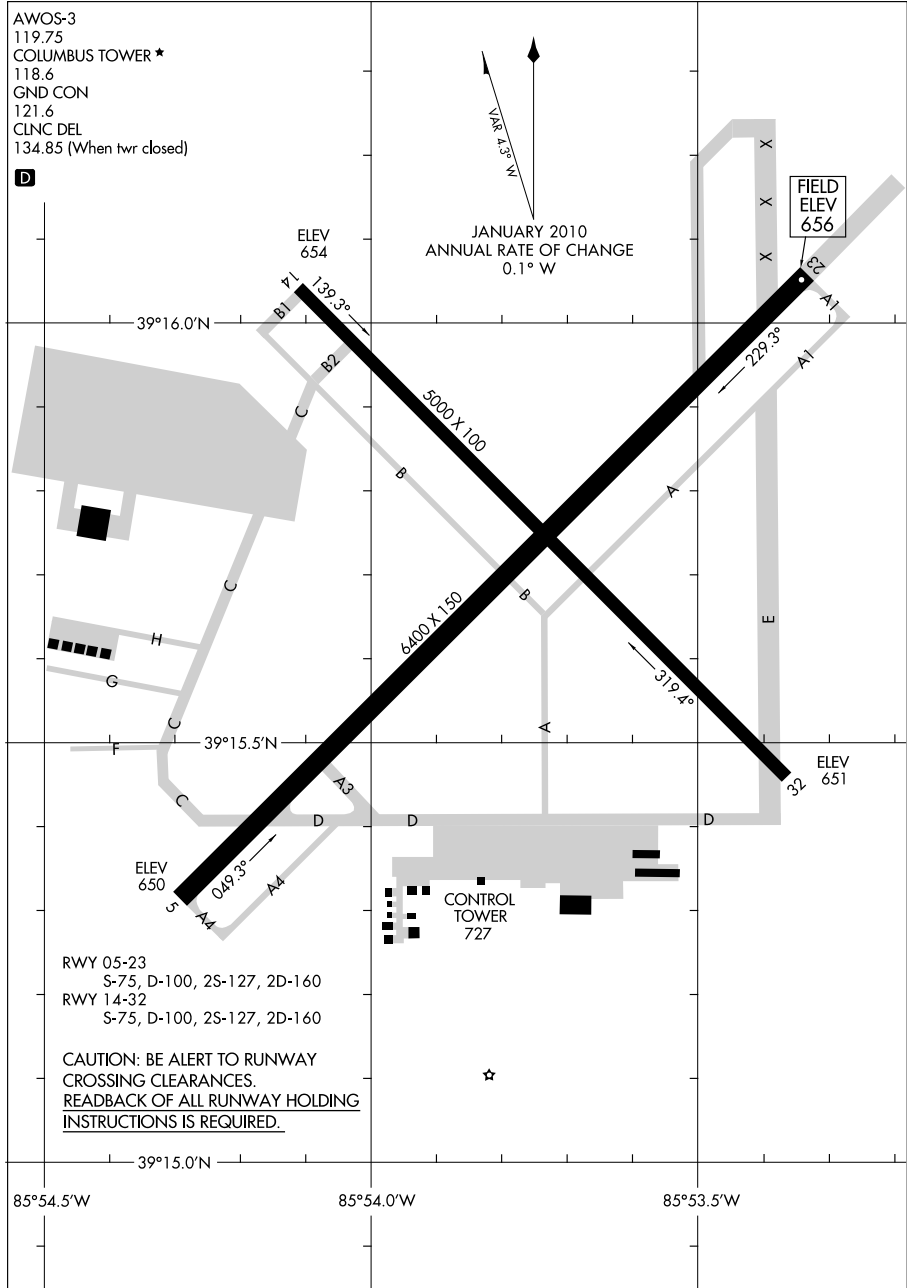 AWOS-3
119.75
COLUMBUS TOWER ★
118.6
GND CON
121.6
CLNC DEL
134.85 (When twr closed)
D
VAR 4.3° W
JANUARY 2010
ANNUAL RATE OF CHANGE
0.1° W
FIELD
ELEV
656
X
X
X
ELEV
654
14
139.3°
23
A1
A1
229.3°
39°16.0'N
B1
B2
C
5000 X 100
B
A
C
B
6400 X 150
E
H
G
319.4°
C
A
F
39°15.5'N
ELEV
651
32
A3
C
D
D
D
ELEV
650
049.3°
A4
5
A4
CONTROL
TOWER
727
RWY 05-23
S-75, D-100, 2S-127, 2D-160
RWY 14-32
S-75, D-100, 2S-127, 2D-160
CAUTION: BE ALERT TO RUNWAY
CROSSING CLEARANCES.
READBACK OF ALL RUNWAY HOLDING
INSTRUCTIONS IS REQUIRED.
39°15.0'N
85°54.5'W
85°54.0'W
85°53.5'W